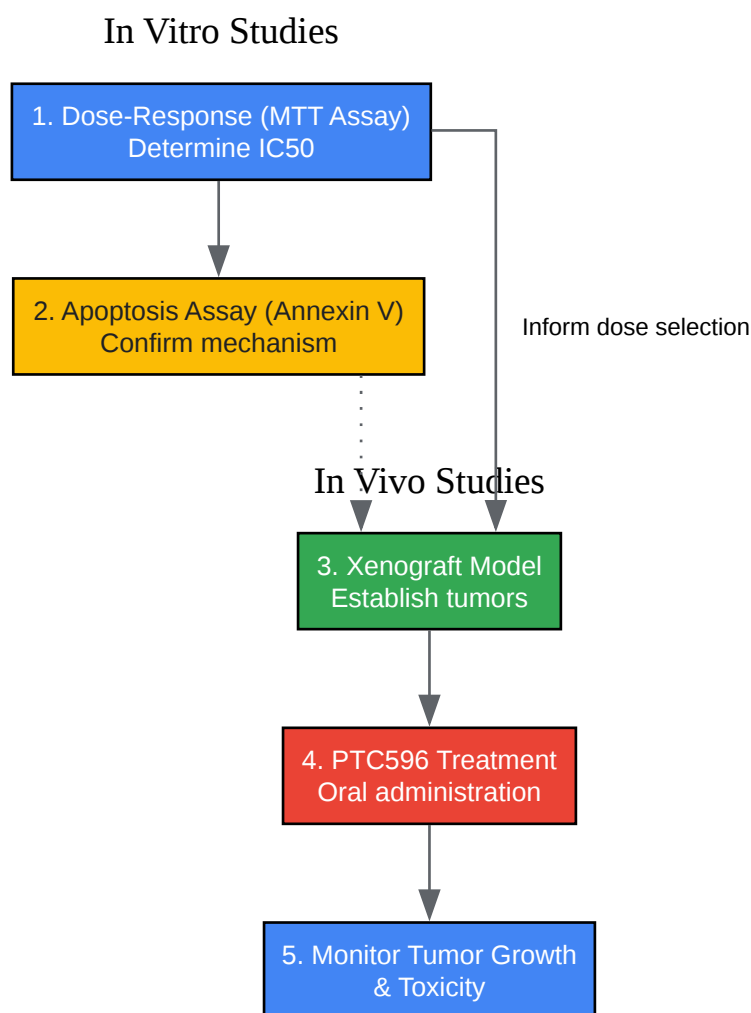 In Vitro Studies
1. Dose-Response (MTT Assay)
Determine IC50
2. Apoptosis Assay (Annexin V)
Confirm mechanism
Inform dose selection
In Vivo Studies
3. Xenograft Model
Establish tumors
4. PTC596 Treatment
Oral administration
5. Monitor Tumor Growth
& Toxicity